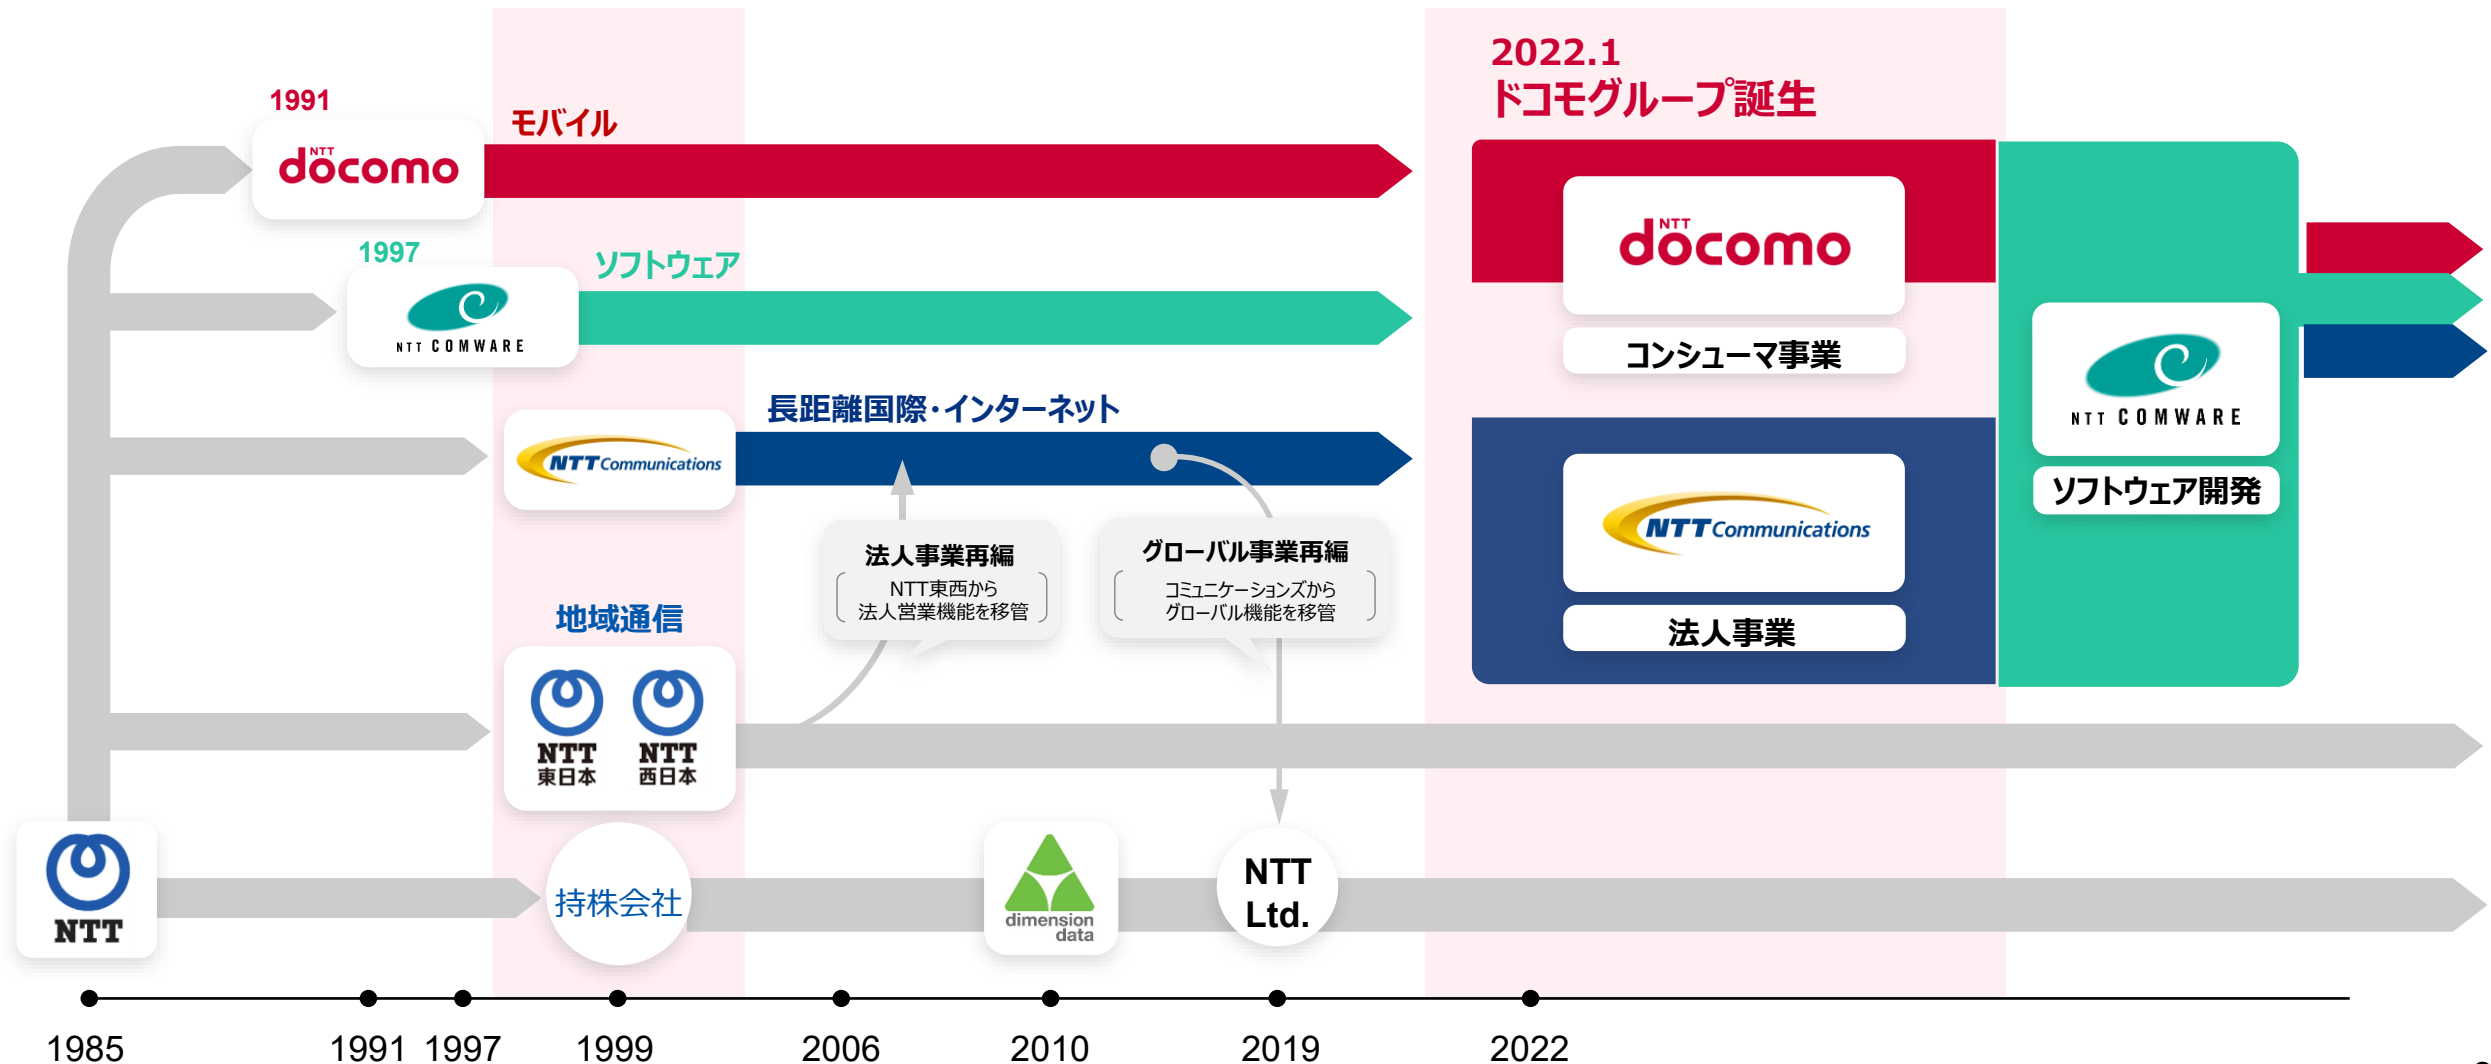 2022.1
ドコモグループ誕生
1991
モバイル
NTT
döcomo
NTT
döcomo
コンシューマ事業
1997
ソフトウェア
NTT COMWARE
NTT COMWARE
ソフトウェア開発
長距離国際・インターネット
NTT Communications
NTT Communications
法人事業
法人事業再編
NTT東西から
法人営業機能を移管
グローバル事業再編
コミュニケーションズから
グローバル機能を移管
地域通信
NTT
東日本
NTT
西日本
NTT
持株会社
dimension
data
NTT
Ltd.
1985
1991
1997
1999
2006
2010
2019
2022